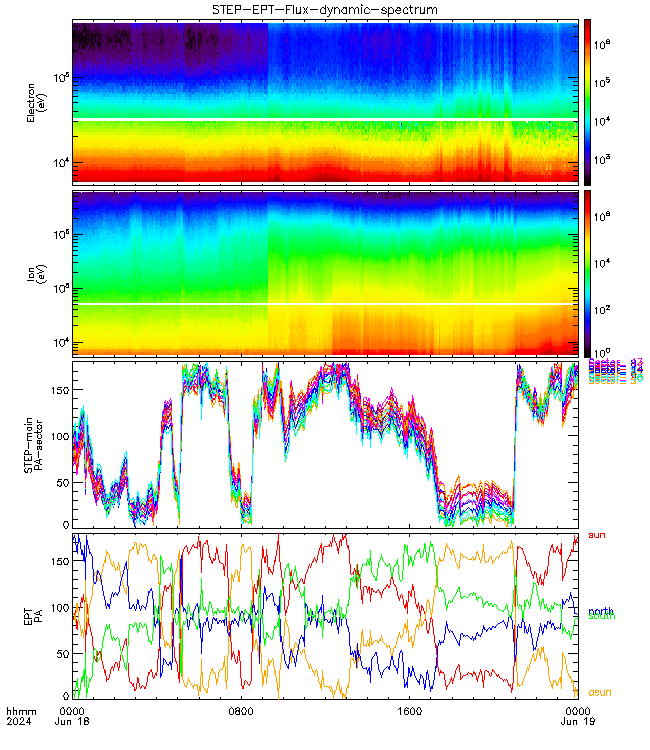 STEP-EPT-Flux-dynamic-spectrum
Electron
(eV)
10^5
10^4
10^6
10^5
10^4
10^3
Ion
(eV)
10^6
10^5
10^4
10^6
10^4
10^2
10^0
STEP-main
PA-sector
150
100
50
0
EPT
PA
150
100
50
0
sun
north
south
asun
hhmm
2024
0000
Jun 18
0800
1600
0000
Jun 19